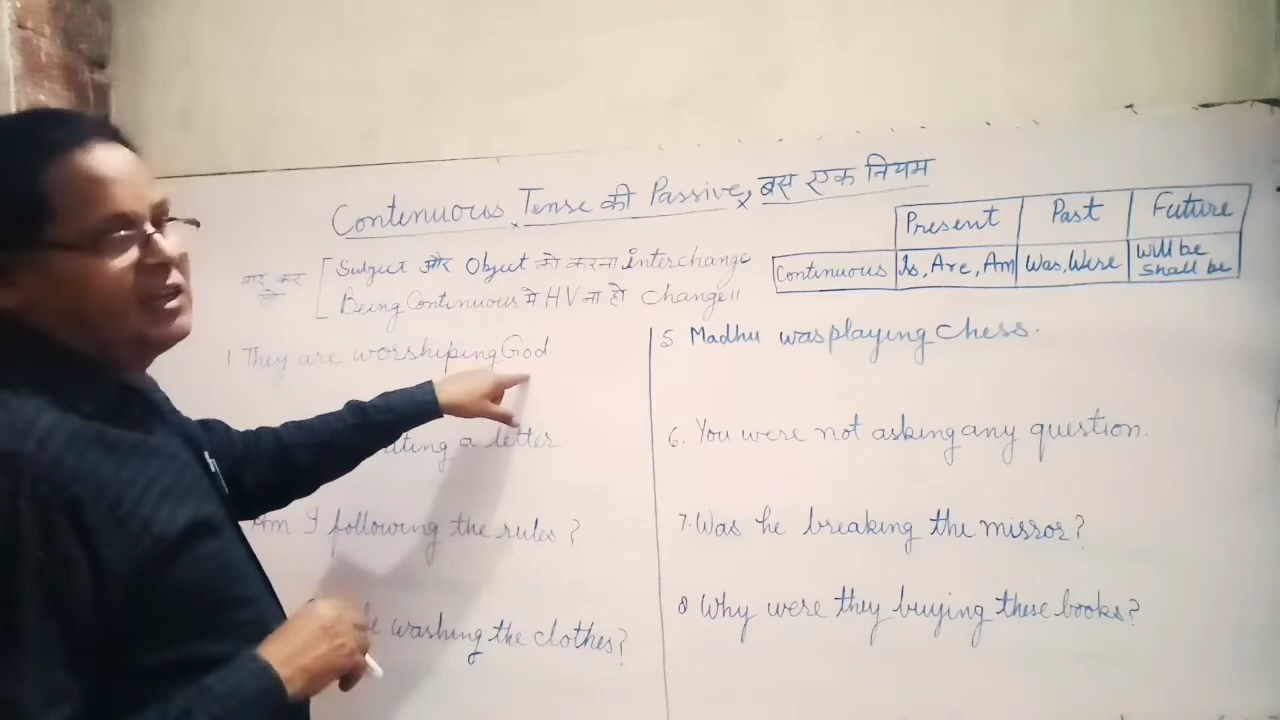 Contenuous Tense की Passive, बस एक नियम
याद कर लो
Subject और Object को करना interchange
Being Continuous मे HV ना हो change॥
Present Past Future
Continuous Is, Are, Am Was, Were will be shall be
1 They are worshiping God
a letter
Am I following the rules?
washing the clothes?
5. Madhu was playing chess.
6. You were not asking any question.
7. Was he breaking the mirror?
8 Why were they buying these books?